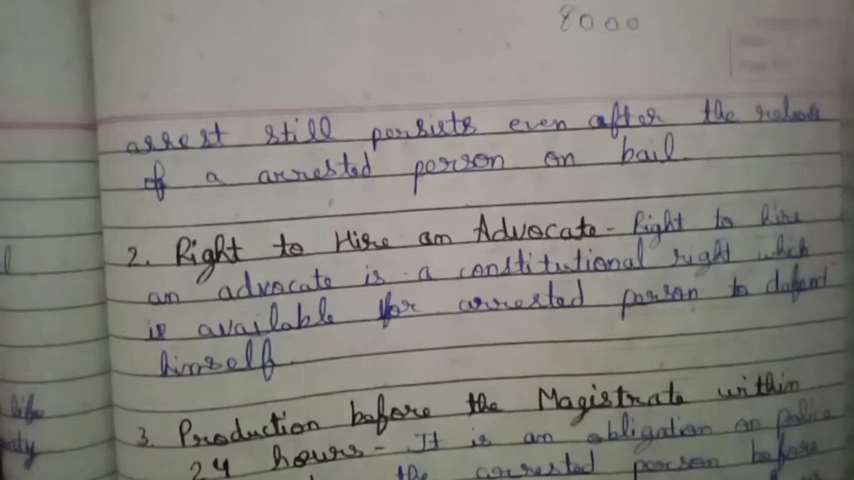 8000
arrest still persists even after the release
of a arrested person on bail.
2. Right to Hire an Advocate - Right to hire
an advocate is a constitutional right which
is available for arrested person to defent
himself.
3. Production before the Magistrate within
24 hours - It is an obligation on police
the arrested person before
life